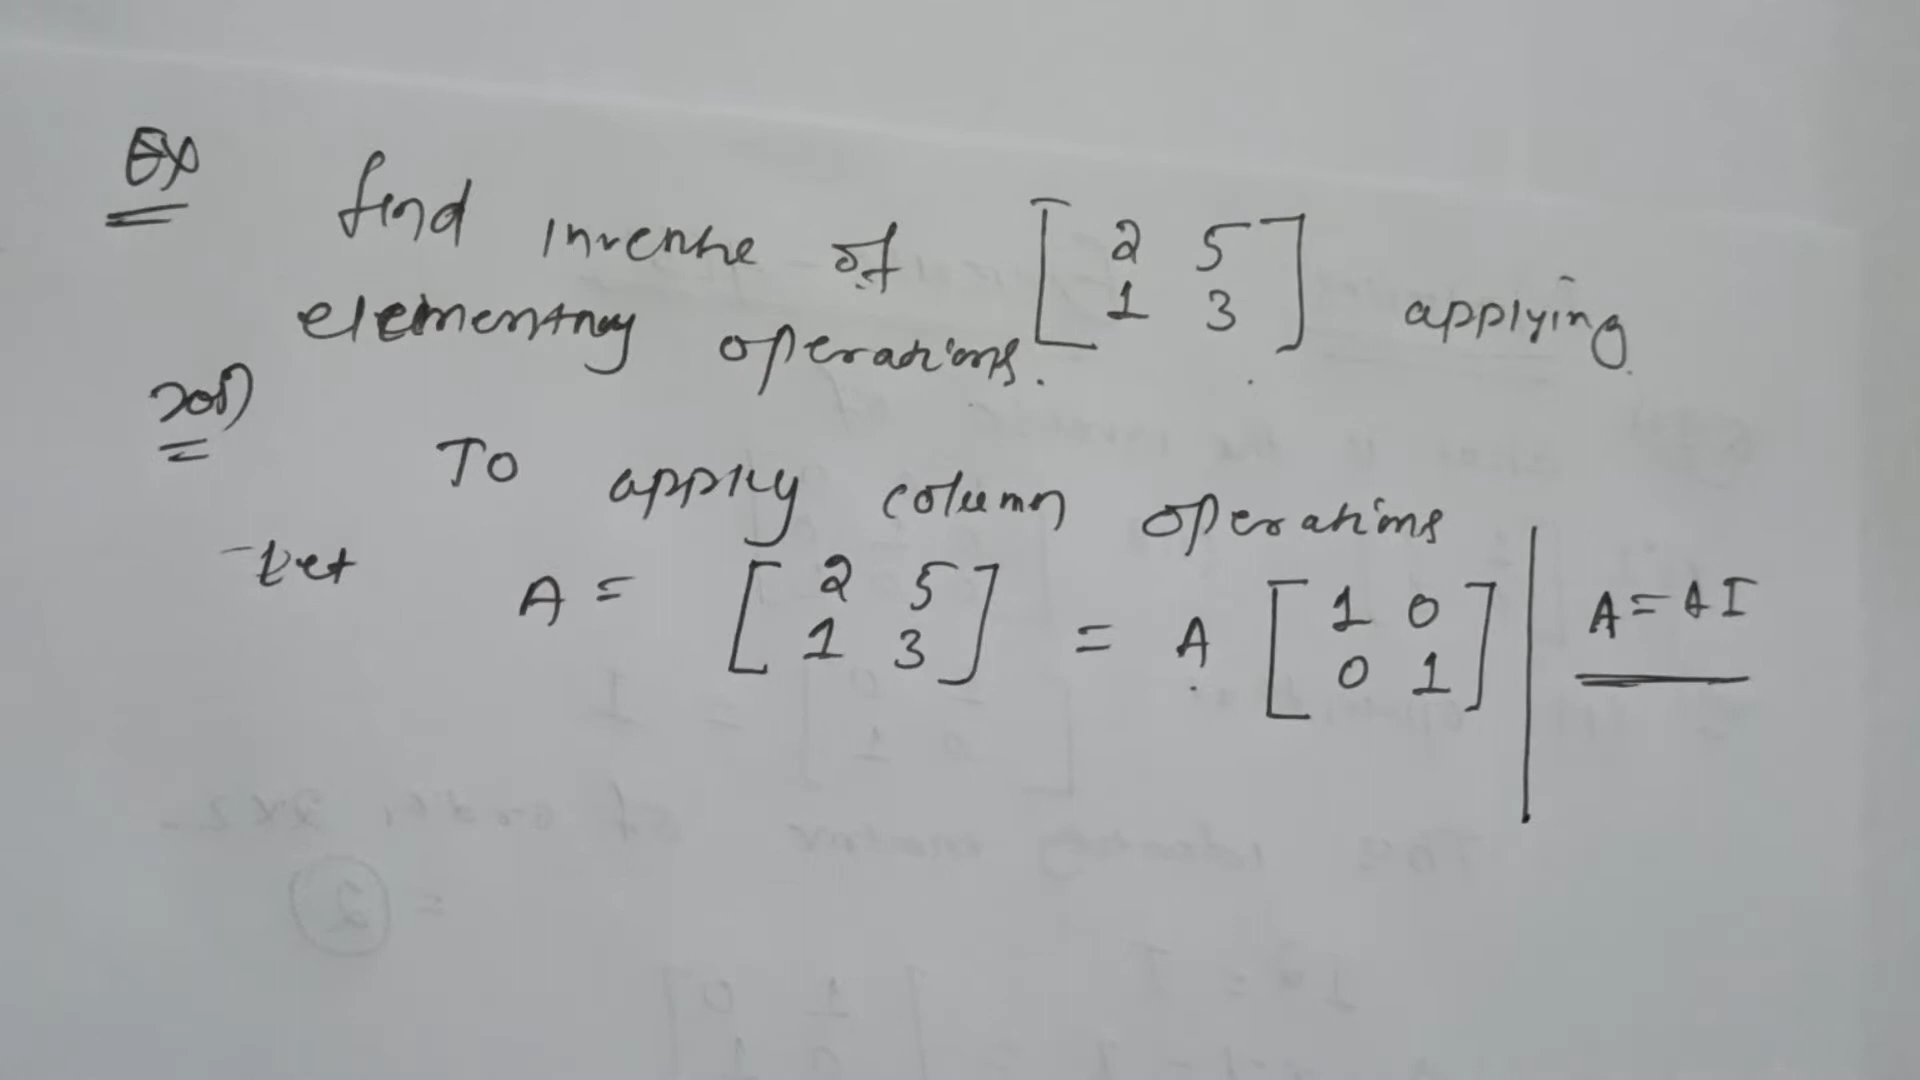 Ex find inverse of [ 2 5 ] applying
[ 1 3 ]
elementary operations.
Soln
To apply column operations
Let A = [ 2 5 ] = A [ 1 0 ] A = AI
[ 1 3 ] [ 0 1 ]